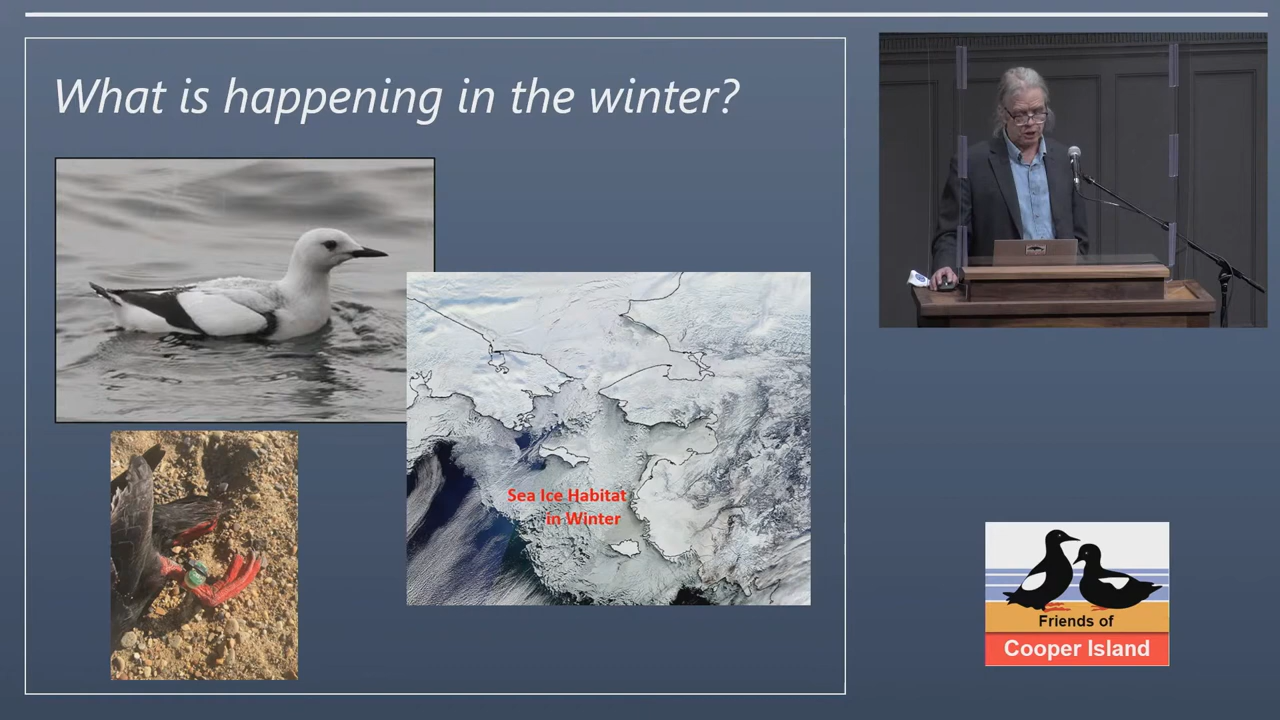 What is happening in the winter?
Sea Ice Habitat
in Winter
Friends of
Cooper Island